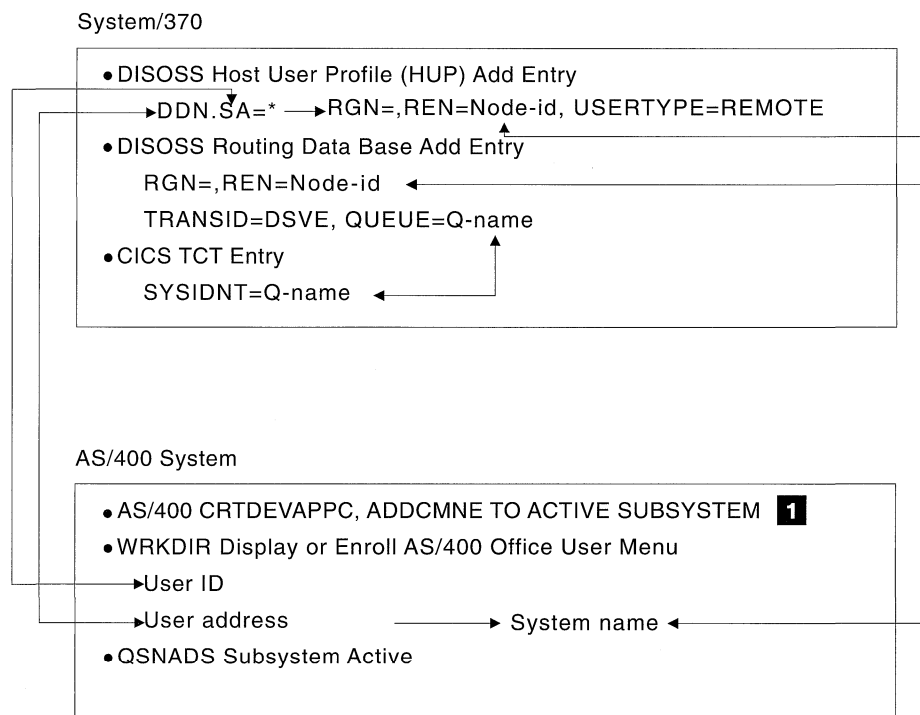 System/370
• DISOSS Host User Profile (HUP) Add Entry
DDN.SA=* RGN=,REN=Node-id, USERTYPE=REMOTE
• DISOSS Routing Data Base Add Entry
RGN=,REN=Node-id
TRANSID=DSVE, QUEUE=Q-name
• CICS TCT Entry
SYSIDNT=Q-name
AS/400 System
• AS/400 CRTDEVAPPC, ADDCMNE TO ACTIVE SUBSYSTEM 1
• WRKDIR Display or Enroll AS/400 Office User Menu
User ID
User address System name
• QSNADS Subsystem Active